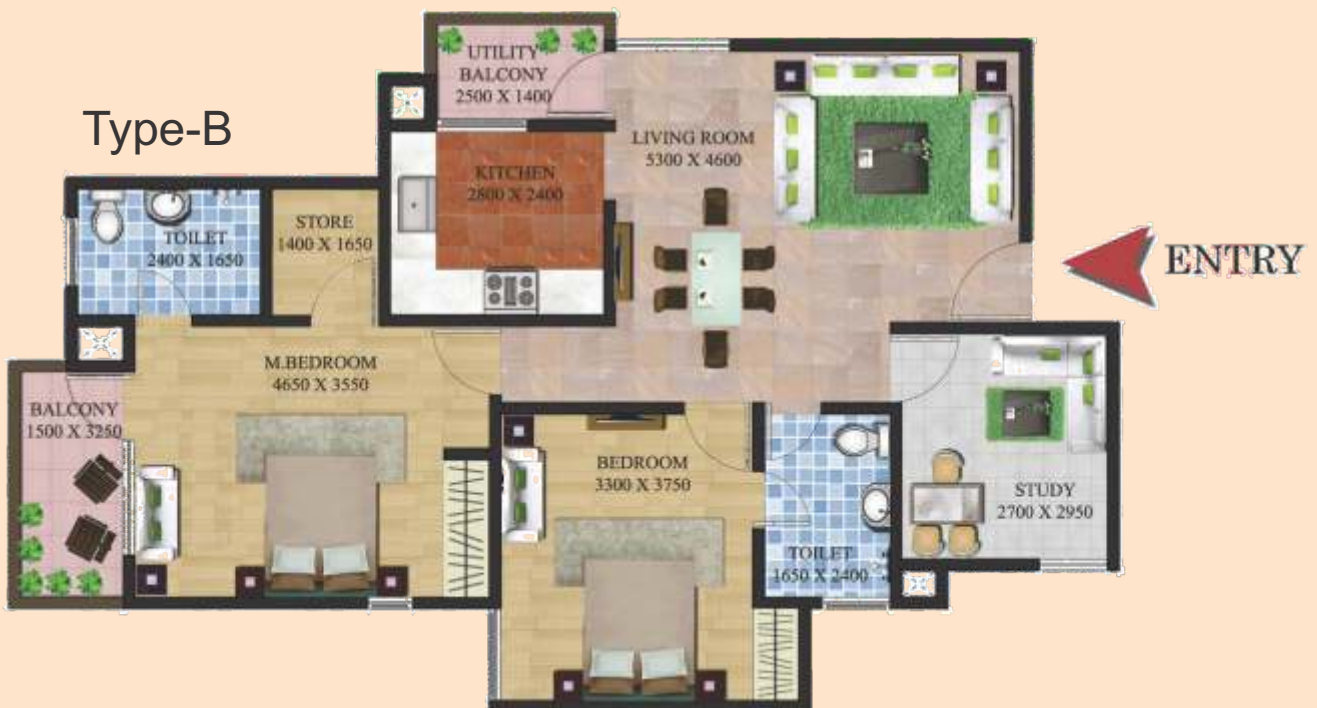 UTILITY
BALCONY
2500 X 1400
Type-B
LIVING ROOM
5300 X 4600
KITCHEN
2800 X 2400
STORE
1400 X 1650
TOILET
2400 X 1650
ENTRY
M.BEDROOM
4650 X 3550
BALCONY
1500 X 3250
BEDROOM
3300 X 3750
STUDY
2700 X 2950
TOILET
1650 X 2400